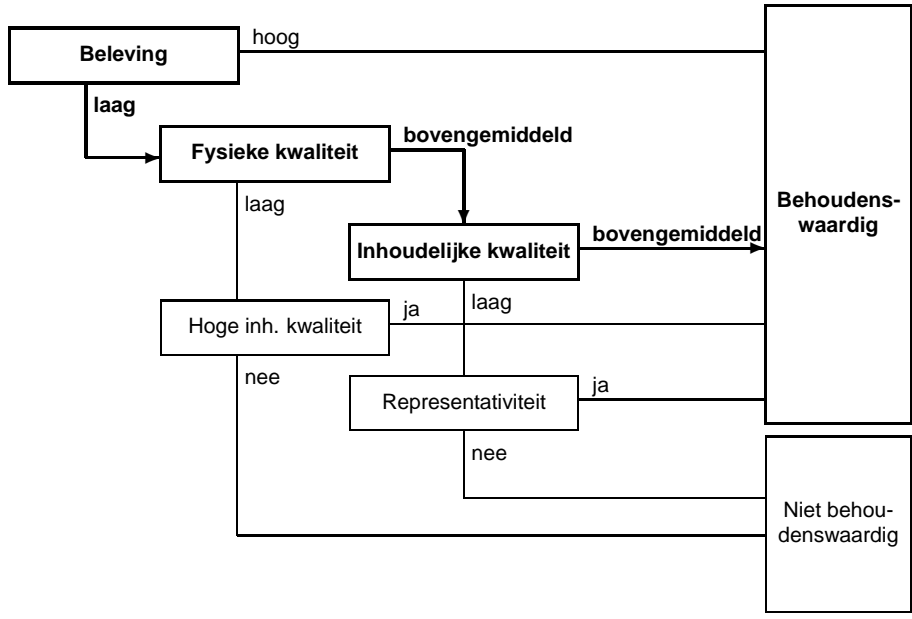 hoog
Beleving
laag
bovengemiddeld
Fysieke kwaliteit
laag
Behoudens-
waardig
bovengemiddeld
Inhoudelijke kwaliteit
laag
ja
Hoge inh. kwaliteit
nee
ja
Representativiteit
nee
Niet behou-
denswaardig